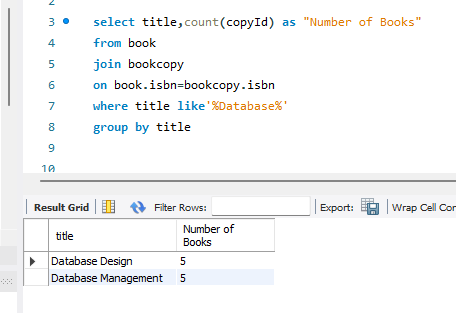 2
3 select title,count(copyId) as "Number of Books"
4 from book
5 join bookcopy
6 on book.isbn=bookcopy.isbn
7 where title like'%Database%'
8 group by title
9
10
Result Grid Filter Rows: Export: Wrap Cell Con
title Number of
Books
Database Design 5
Database Management 5